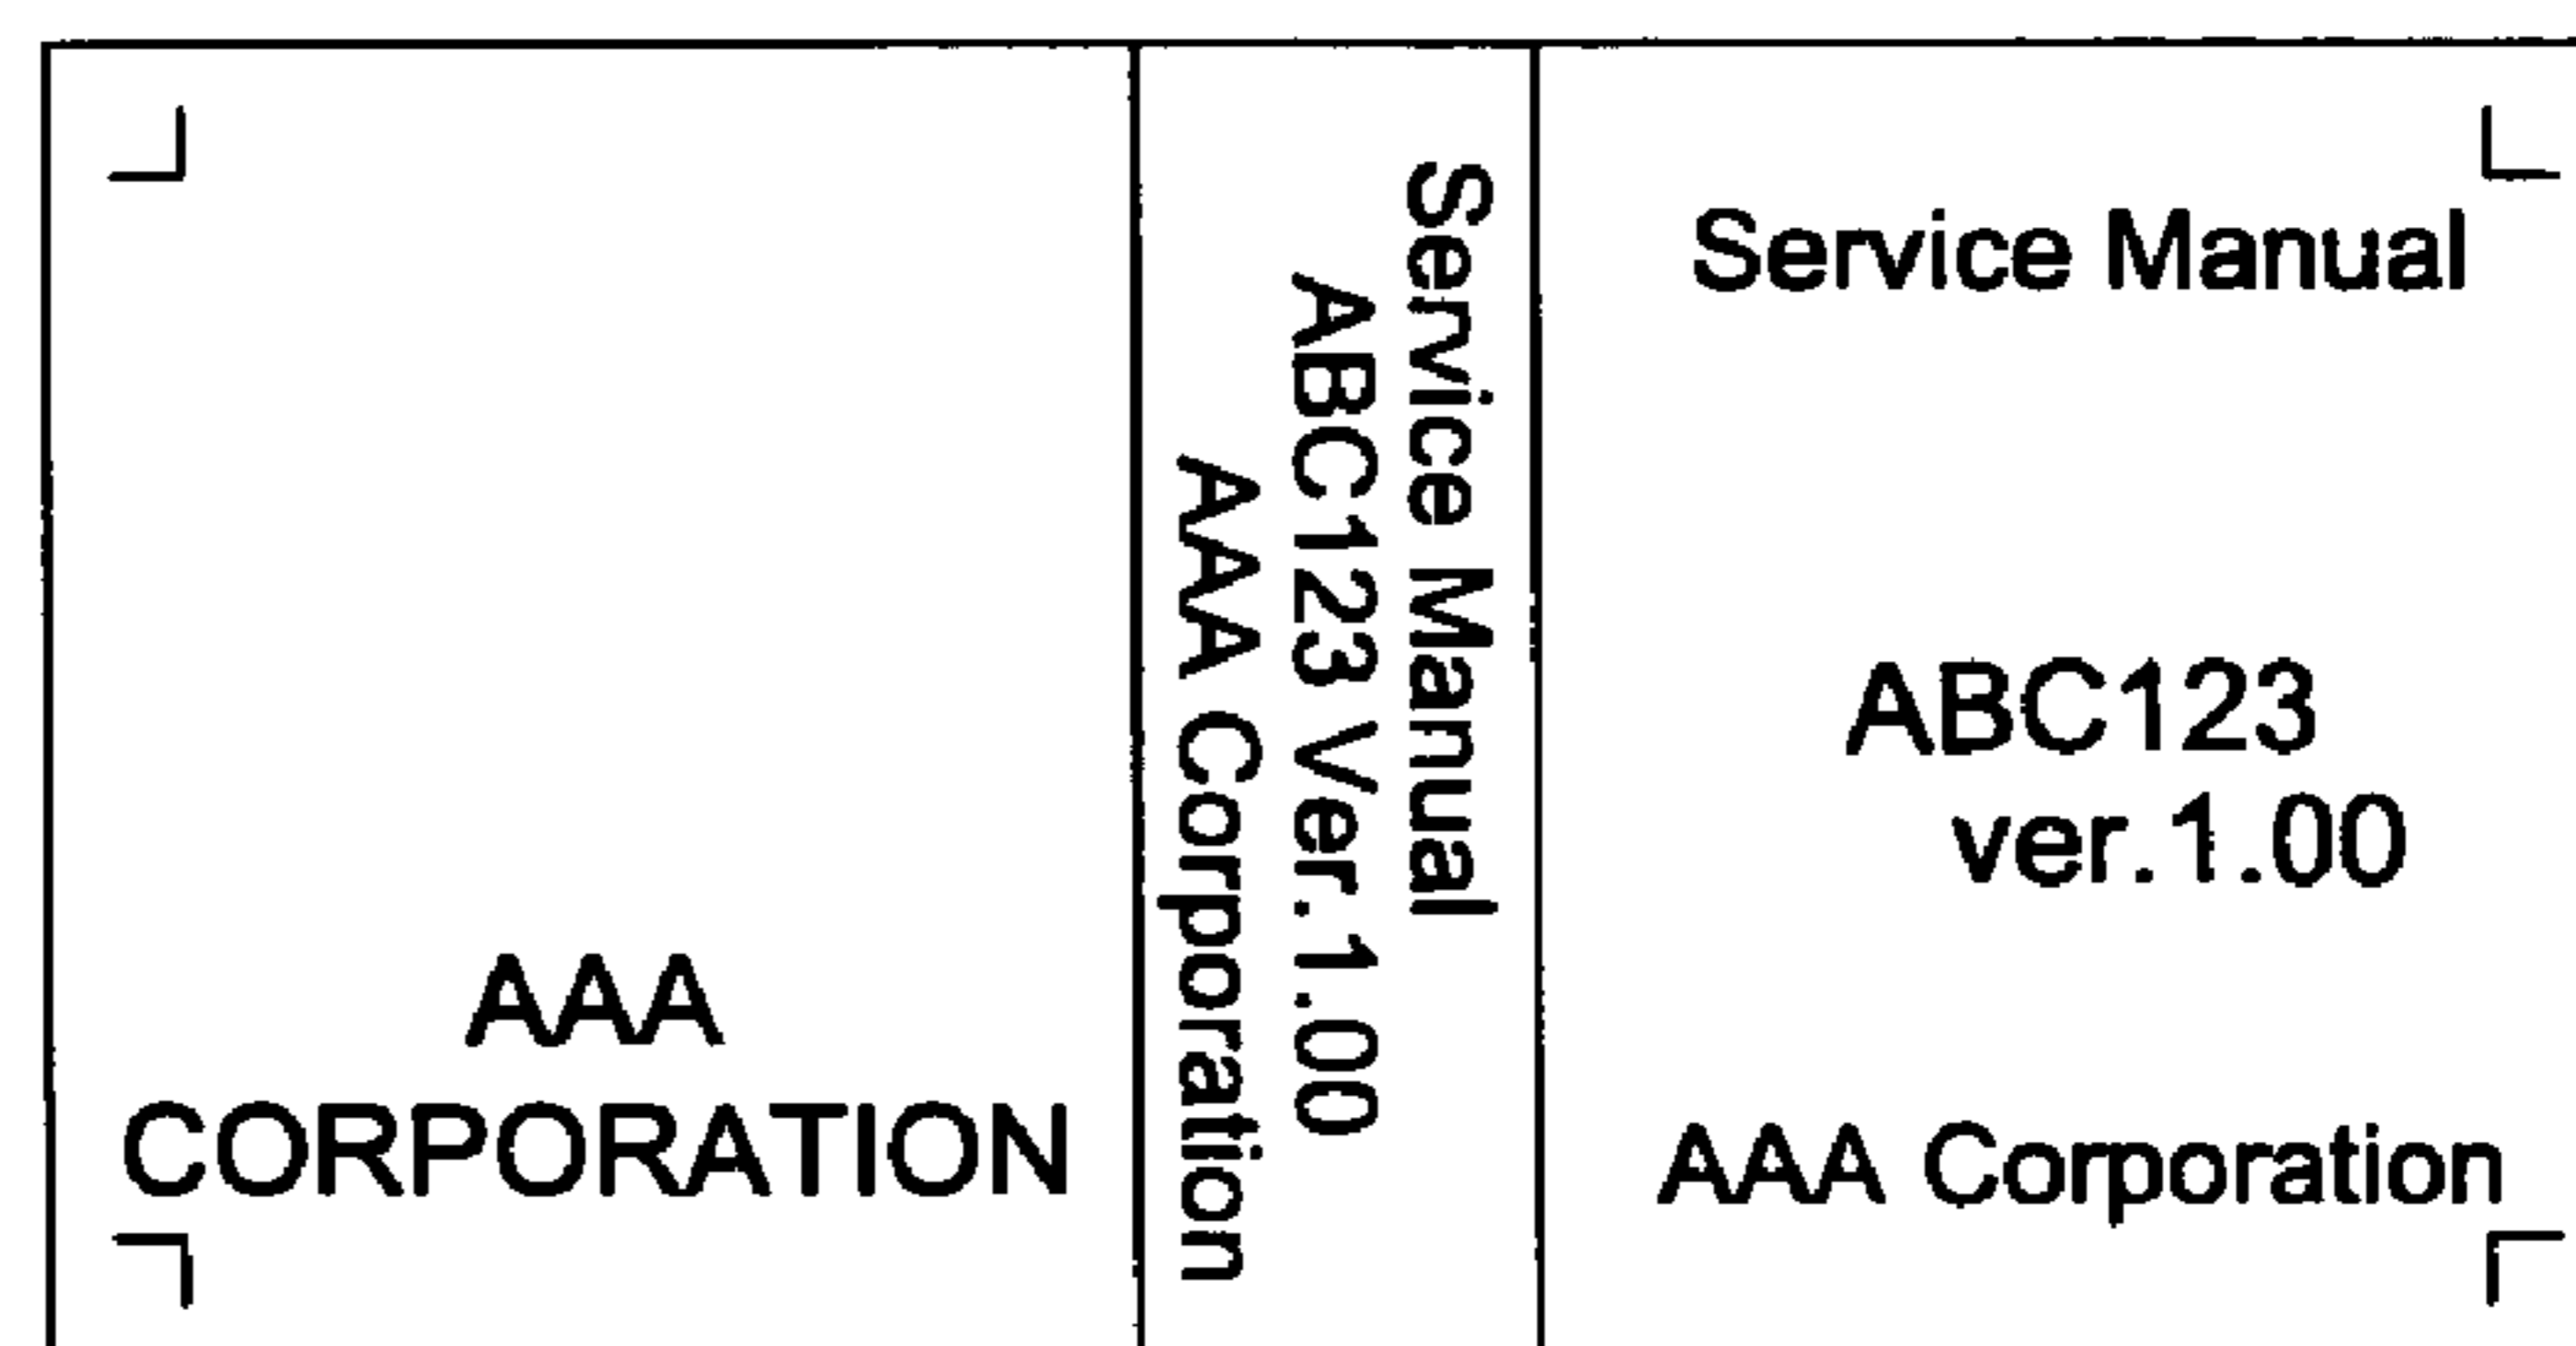 AAA
CORPORATION
Service Manual
ABC123 Ver.1.00
AAA Corporation
Service Manual
ABC123
ver.1.00
AAA Corporation